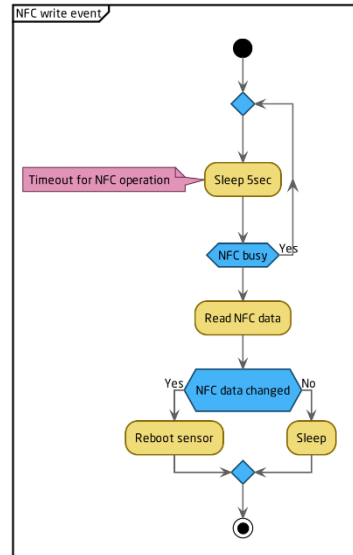 NFC write event
Timeout for NFC operation
Sleep 5sec
NFC busy
Yes
Read NFC data
Yes
NFC data changed
No
Reboot sensor
Sleep